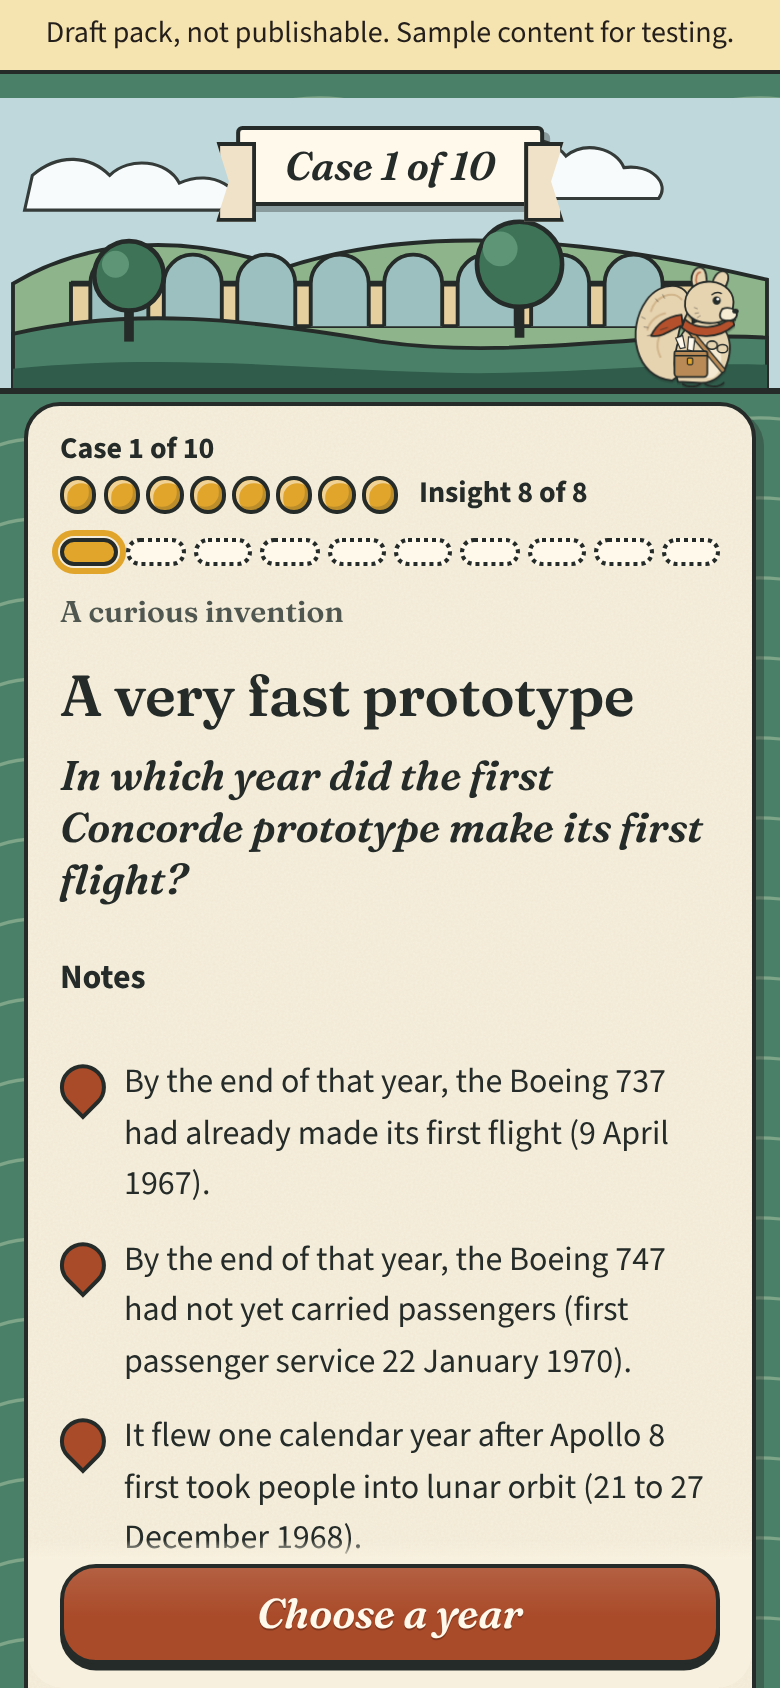 Draft pack, not publishable. Sample content for testing.
Case 1 of 10
Case 1 of 10
Insight 8 of 8
A curious invention
A very fast prototype
In which year did the first
Concorde prototype make its first
flight?
Notes
By the end of that year, the Boeing 737
had already made its first flight (9 April
1967).
By the end of that year, the Boeing 747
had not yet carried passengers (first
passenger service 22 January 1970).
It flew one calendar year after Apollo 8
first took people into lunar orbit (21 to 27
December 1968).
Choose a year